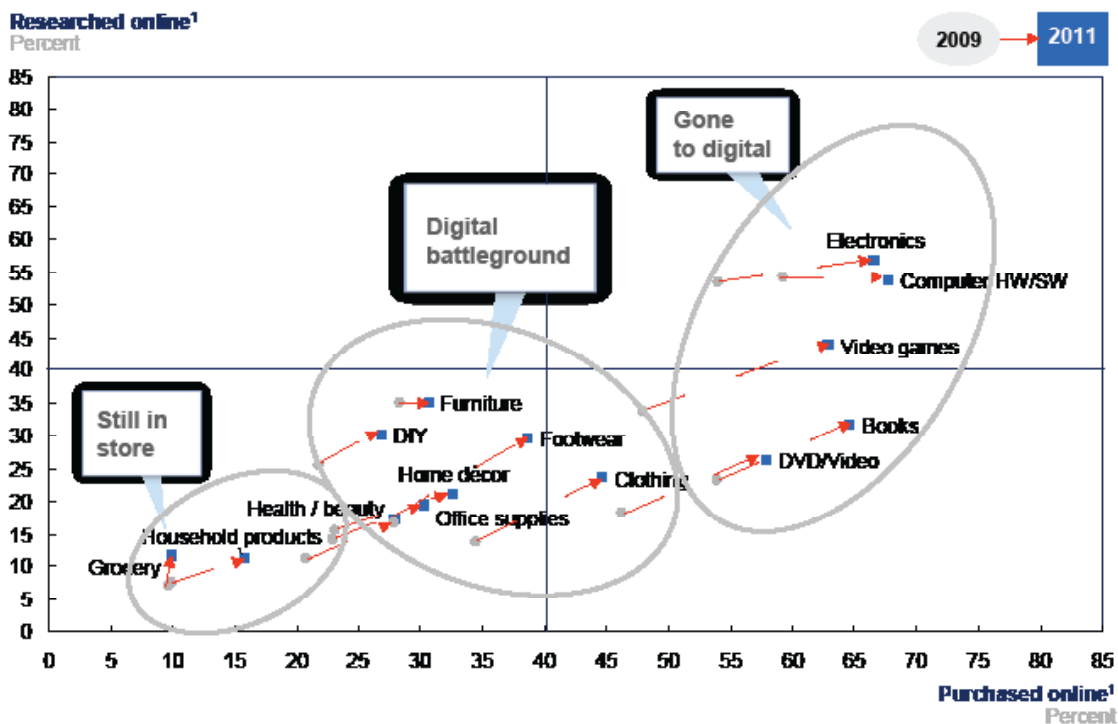 Researched online¹
Percent
2009
2011
85
80
75
70
65
60
55
50
45
40
35
30
25
20
15
10
5
0
Gone
to digital
Digital
battleground
Still in
store
Electronics
Computer HW/SW
Video games
Books
DVD/Video
Furniture
DIY
Footwear
Home décor
Clothing
Health / beauty
Office supplies
Household products
Grocery
0 5 10 15 20 25 30 35 40 45 50 55 60 65 70 75 80 85
Purchased online¹
Percent